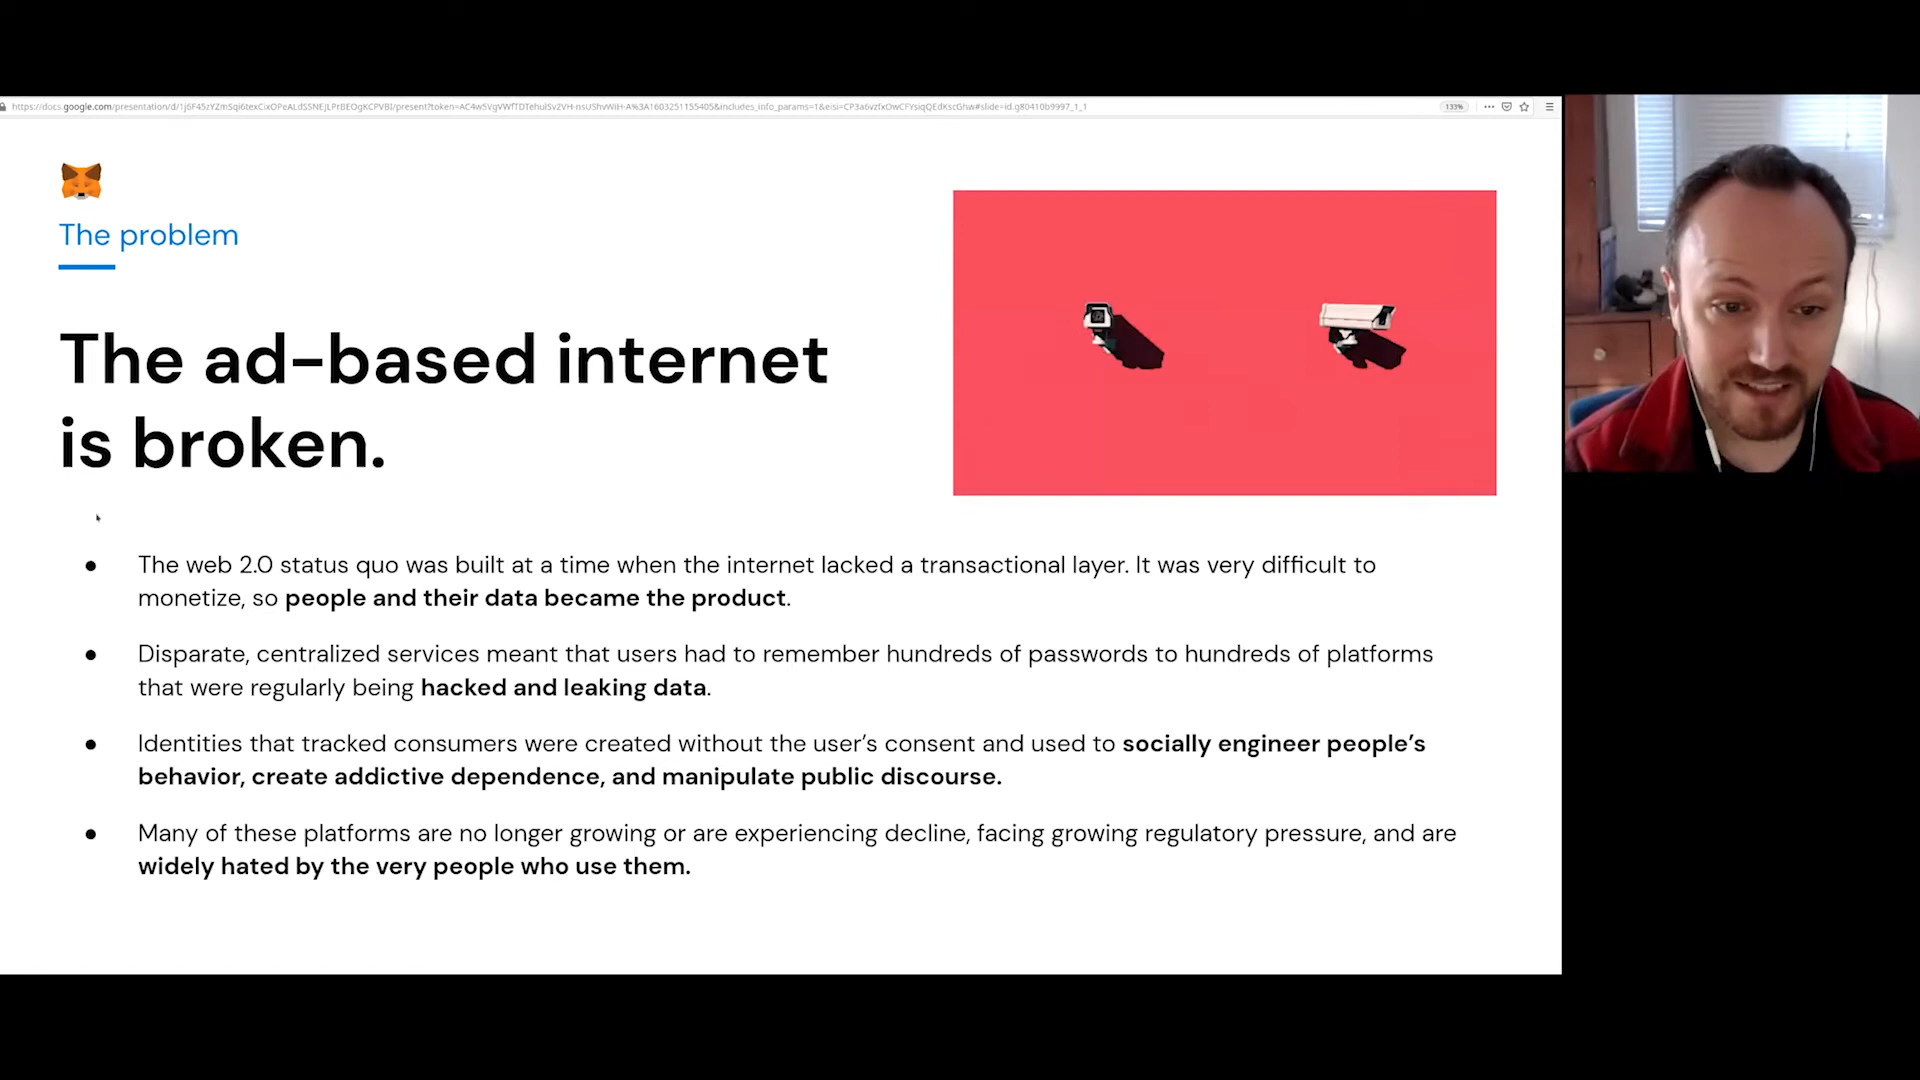 133%
The problem
The ad-based internet
is broken.
The web 2.0 status quo was built at a time when the internet lacked a transactional layer. It was very difficult to
monetize, so people and their data became the product.
Disparate, centralized services meant that users had to remember hundreds of passwords to hundreds of platforms
that were regularly being hacked and leaking data.
Identities that tracked consumers were created without the user’s consent and used to socially engineer people’s
behavior, create addictive dependence, and manipulate public discourse.
Many of these platforms are no longer growing or are experiencing decline, facing growing regulatory pressure, and are
widely hated by the very people who use them.